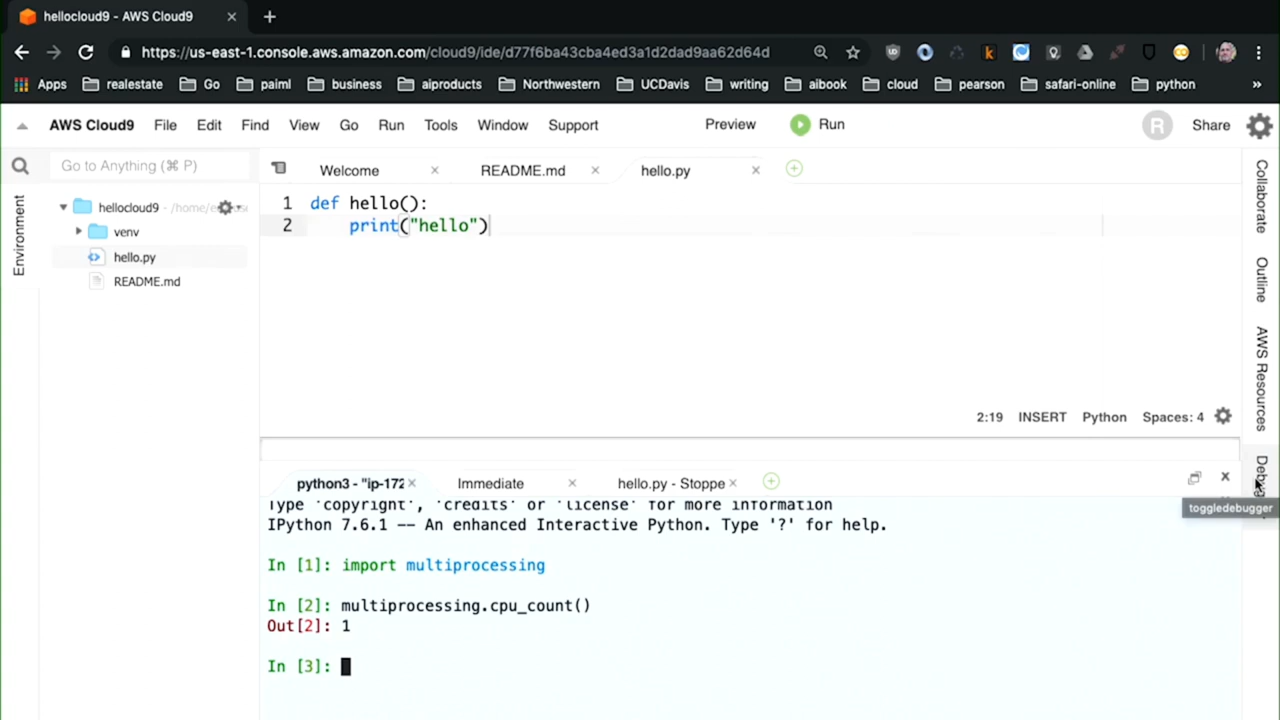 hellocloud9 - AWS Cloud9
https://us-east-1.console.aws.amazon.com/cloud9/ide/d77f6ba43cba4ed3a1d2dad9aa62d64d
Apps realestate Go paiml business aiproducts Northwestern UCDavis writing aibook cloud pearson safari-online python »
AWS Cloud9 File Edit Find View Go Run Tools Window Support Preview Run R Share
Go to Anything (⌘ P)
Welcome README.md hello.py
Environment
hellocloud9 -
venv
hello.py
README.md
1 def hello():
2 print("hello")
2:19 INSERT Python Spaces: 4
Collaborate
Outline
AWS Resources
toggledebugger
python3 - "ip-172 Immediate hello.py - Stoppe
Type 'copyright', 'credits' or 'license' for more information
IPython 7.6.1 -- An enhanced Interactive Python. Type '?' for help.
In [1]: import multiprocessing
In [2]: multiprocessing.cpu_count()
Out[2]: 1
In [3]: